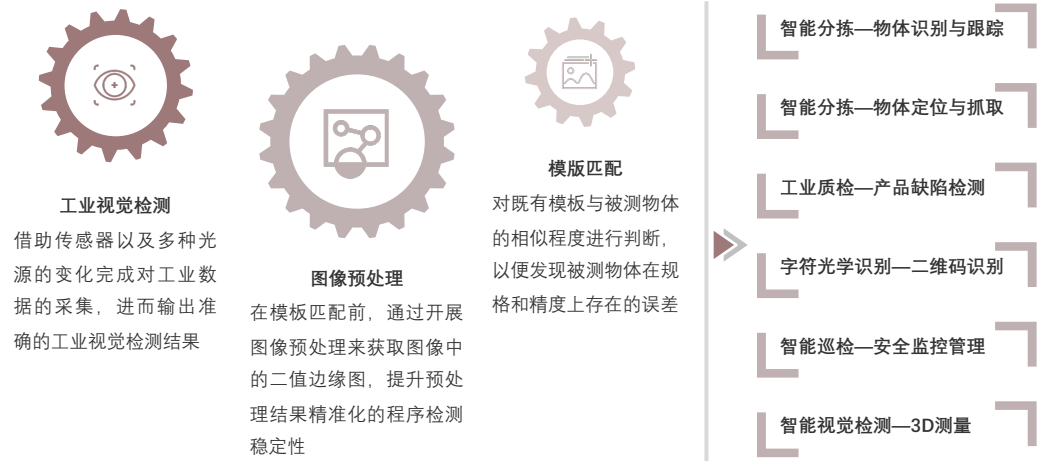 工业视觉检测
借助传感器以及多种光
源的变化完成对工业数
据的采集，进而输出准
确的工业视觉检测结果
图像预处理
在模板匹配前，通过开展
图像预处理来获取图像中
的二值边缘图，提升预处
理结果精准化的程序检测
稳定性
模版匹配
对既有模板与被测物体
的相似程度进行判断，
以便发现被测物体在规
格和精度上存在的误差
智能分拣—物体识别与跟踪
智能分拣—物体定位与抓取
工业质检—产品缺陷检测
字符光学识别—二维码识别
智能巡检—安全监控管理
智能视觉检测—3D测量